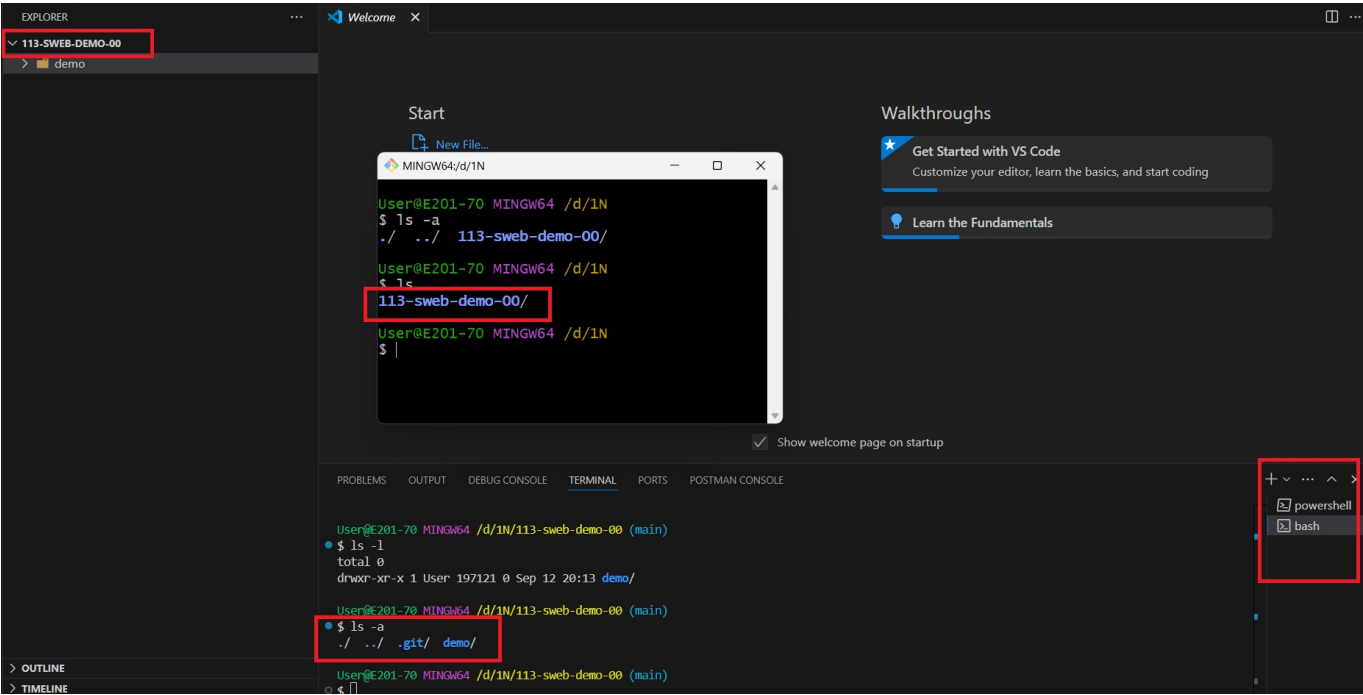 EXPLORER ...
113-SWEB-DEMO-00
demo
OUTLINE
TIMELINE
Welcome
Start
New File...
Walkthroughs
Get Started with VS Code
Customize your editor, learn the basics, and start coding
Learn the Fundamentals
MINGW64:/d/1N
User@E201-70 MINGW64 /d/1N
$ ls -a
./ ../ 113-sweb-demo-00/
User@E201-70 MINGW64 /d/1N
$ ls
113-sweb-demo-00/
User@E201-70 MINGW64 /d/1N
$
Show welcome page on startup
PROBLEMS OUTPUT DEBUG CONSOLE TERMINAL PORTS POSTMAN CONSOLE
User@E201-70 MINGW64 /d/1N/113-sweb-demo-00 (main)
$ ls -l
total 0
drwxr-xr-x 1 User 197121 0 Sep 12 20:13 demo/
User@E201-70 MINGW64 /d/1N/113-sweb-demo-00 (main)
$ ls -a
./ ../ .git/ demo/
User@E201-70 MINGW64 /d/1N/113-sweb-demo-00 (main)
$
powershell
bash